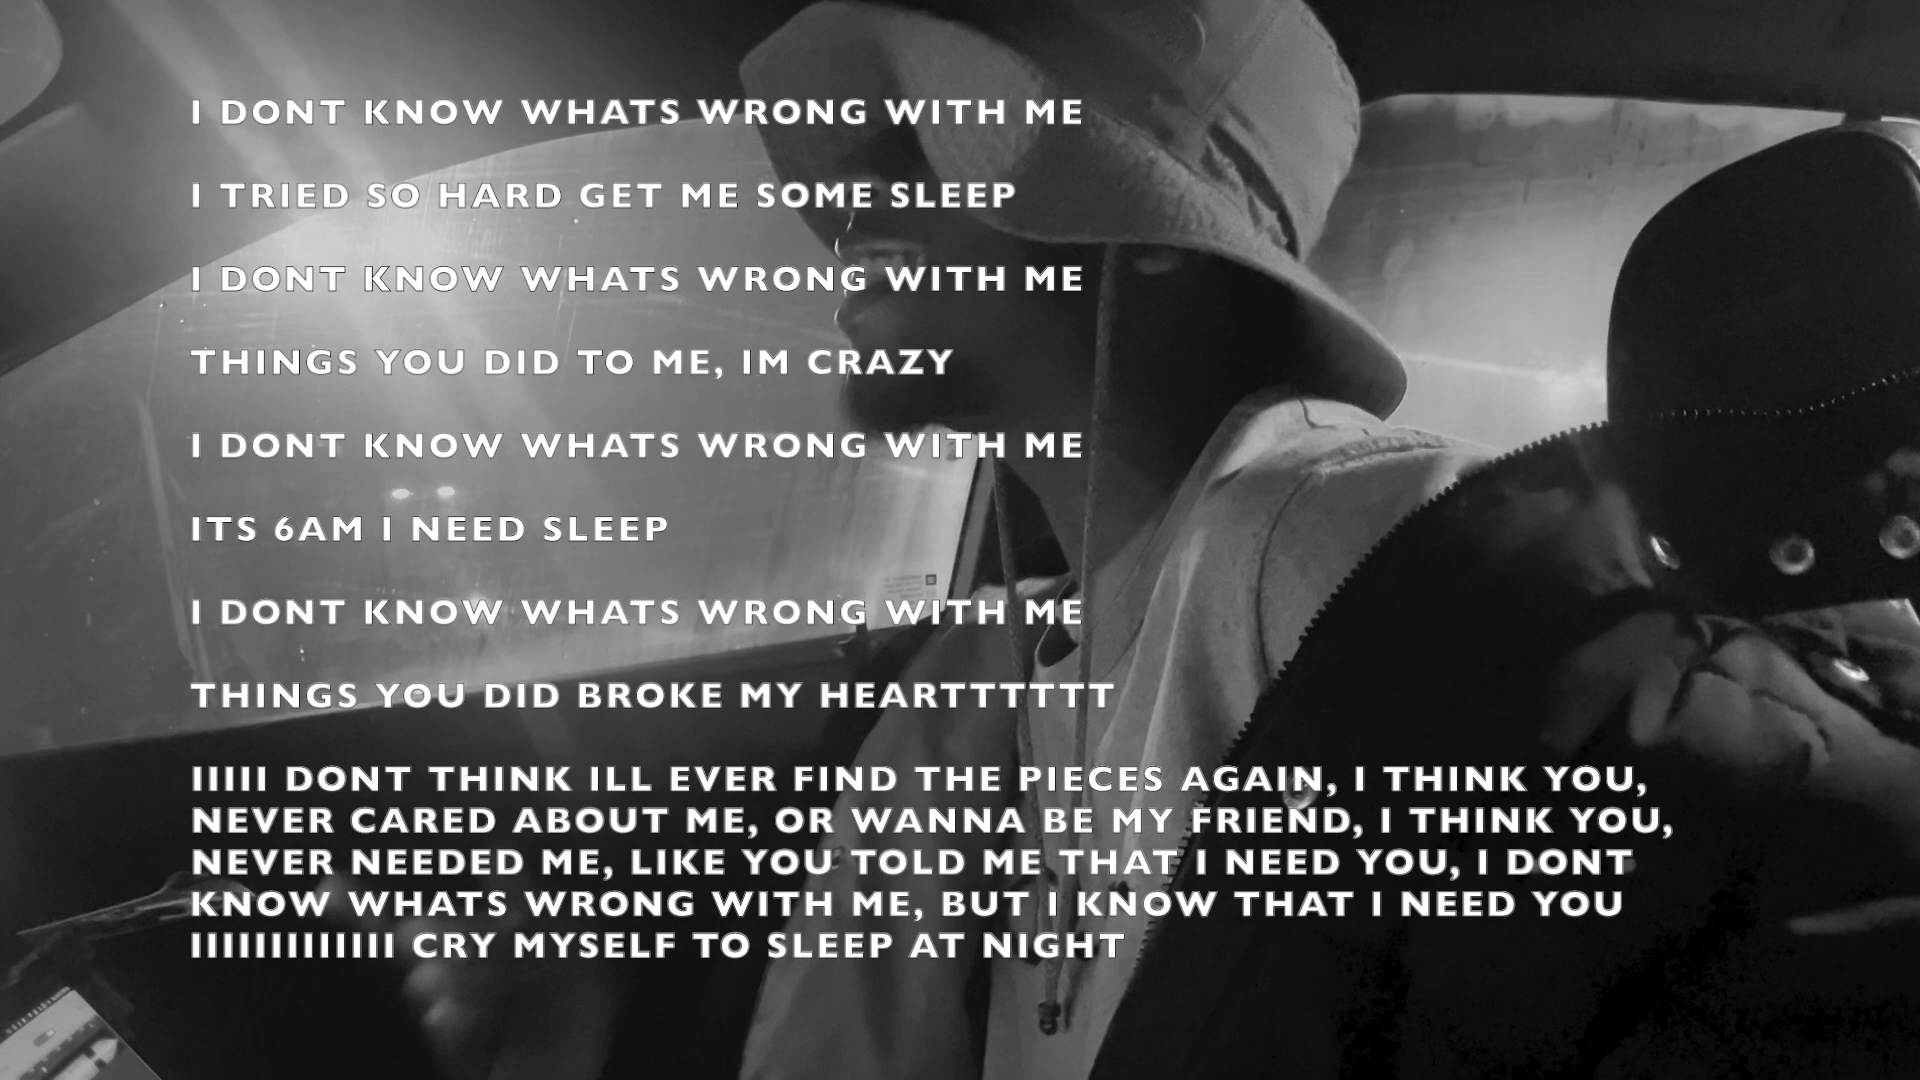 I DONT KNOW WHATS WRONG WITH ME
I TRIED SO HARD GET ME SOME SLEEP
I DONT KNOW WHATS WRONG WITH ME
THINGS YOU DID TO ME, IM CRAZY
I DONT KNOW WHATS WRONG WITH ME
ITS 6AM I NEED SLEEP
I DONT KNOW WHATS WRONG WITH ME
THINGS YOU DID BROKE MY HEARTTTTTT
IIIII DONT THINK ILL EVER FIND THE PIECES AGAIN, I THINK YOU,
NEVER CARED ABOUT ME, OR WANNA BE MY FRIEND, I THINK YOU,
NEVER NEEDED ME, LIKE YOU TOLD ME THAT I NEED YOU, I DONT
KNOW WHATS WRONG WITH ME, BUT I KNOW THAT I NEED YOU
IIIIIIIIIIIII CRY MYSELF TO SLEEP AT NIGHT